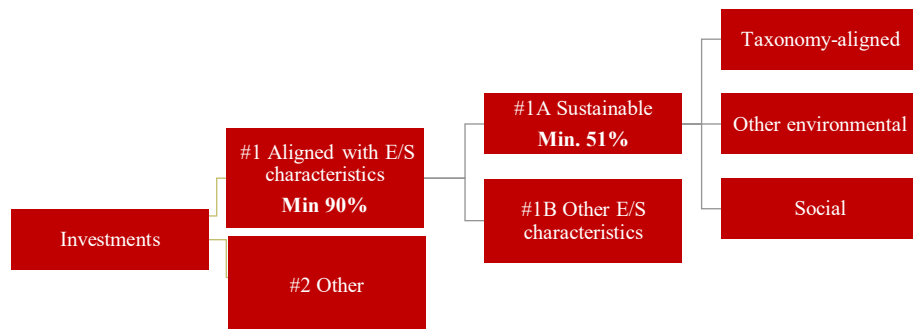 Investments
#1 Aligned with E/S
characteristics
Min 90%
#2 Other
#1A Sustainable
Min. 51%
#1B Other E/S
characteristics
Taxonomy-aligned
Other environmental
Social